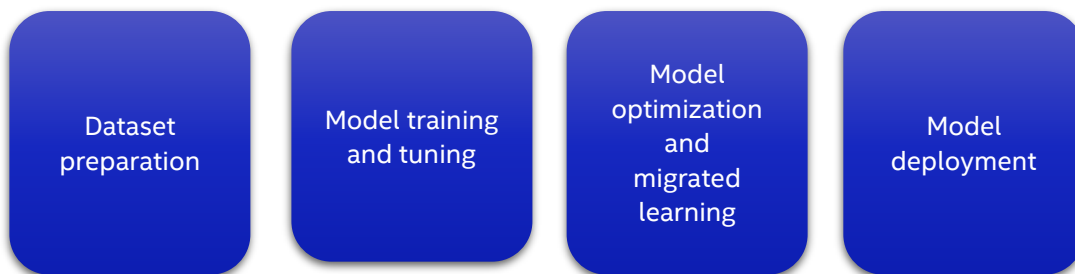 Dataset
preparation
Model training
and tuning
Model
optimization
and
migrated
learning
Model
deployment